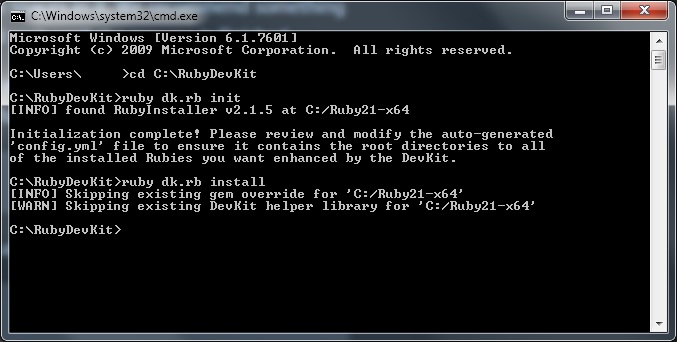 C:\Windows\system32\cmd.exe
Microsoft Windows [Version 6.1.7601]
Copyright (c) 2009 Microsoft Corporation.  All rights reserved.
C:\Users\     >cd C:\RubyDevKit
C:\RubyDevKit>ruby dk.rb init
[INFO] found RubyInstaller v2.1.5 at C:/Ruby21-x64
Initialization complete! Please review and modify the auto-generated
'config.yml' file to ensure it contains the root directories to all
of the installed Rubies you want enhanced by the DevKit.
C:\RubyDevKit>ruby dk.rb install
[INFO] Skipping existing gem override for 'C:/Ruby21-x64'
[WARN] Skipping existing DevKit helper library for 'C:/Ruby21-x64'
C:\RubyDevKit>